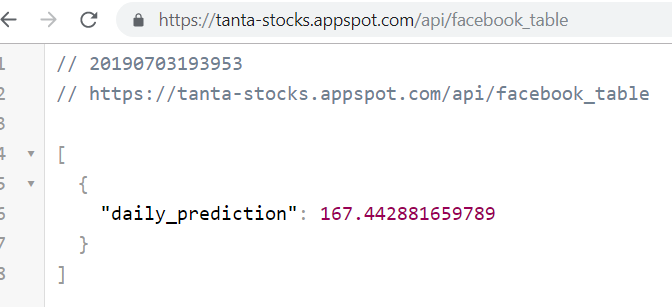 https://tanta-stocks.appspot.com/api/facebook_table
1 // 20190703193953
2 // https://tanta-stocks.appspot.com/api/facebook_table
3
4 [
5 {
6 "daily_prediction": 167.442881659789
7 }
8 ]